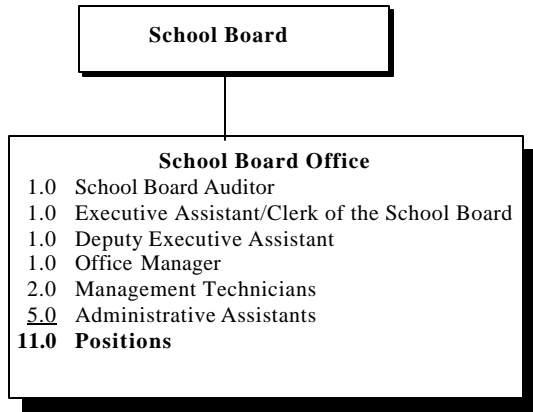 School Board
School Board Office
1.0 School Board Auditor
1.0 Executive Assistant/Clerk of the School Board
1.0 Deputy Executive Assistant
1.0 Office Manager
2.0 Management Technicians
5.0 Administrative Assistants
11.0 Positions